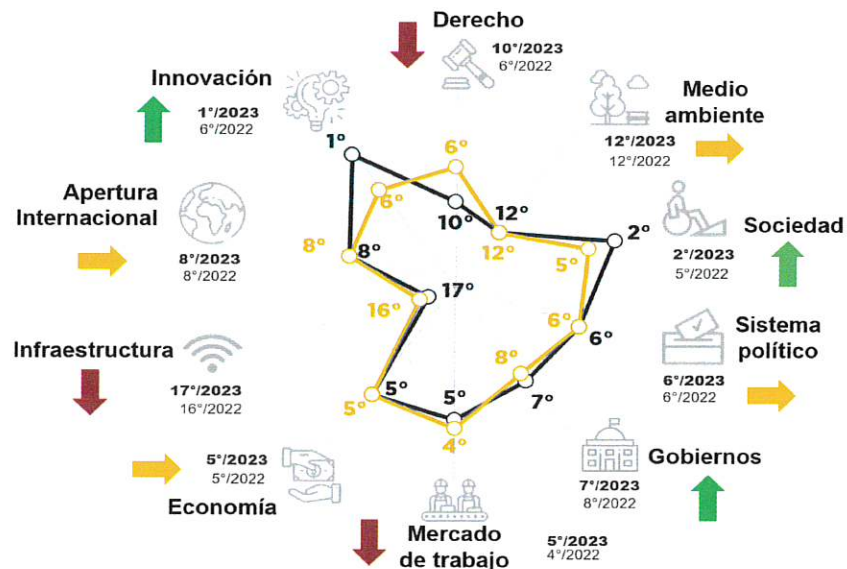 Derecho
10°/2023
6°/2022
Innovación
1°/2023
6°/2022
Medio
ambiente
12°/2023
12°/2022
Apertura
Internacional
8°/2023
8°/2022
Sociedad
2°/2023
5°/2022
Infraestructura
17°/2023
16°/2022
Sistema
político
6°/2023
6°/2022
5°/2023
5°/2022
Economía
Gobiernos
7°/2023
8°/2022
Mercado
de trabajo
5°/2023
4°/2022
1°
6°
6°
10°
12°
12°
2°
5°
8°
8°
17°
16°
6°
6°
8°
7°
5°
5°
5°
4°